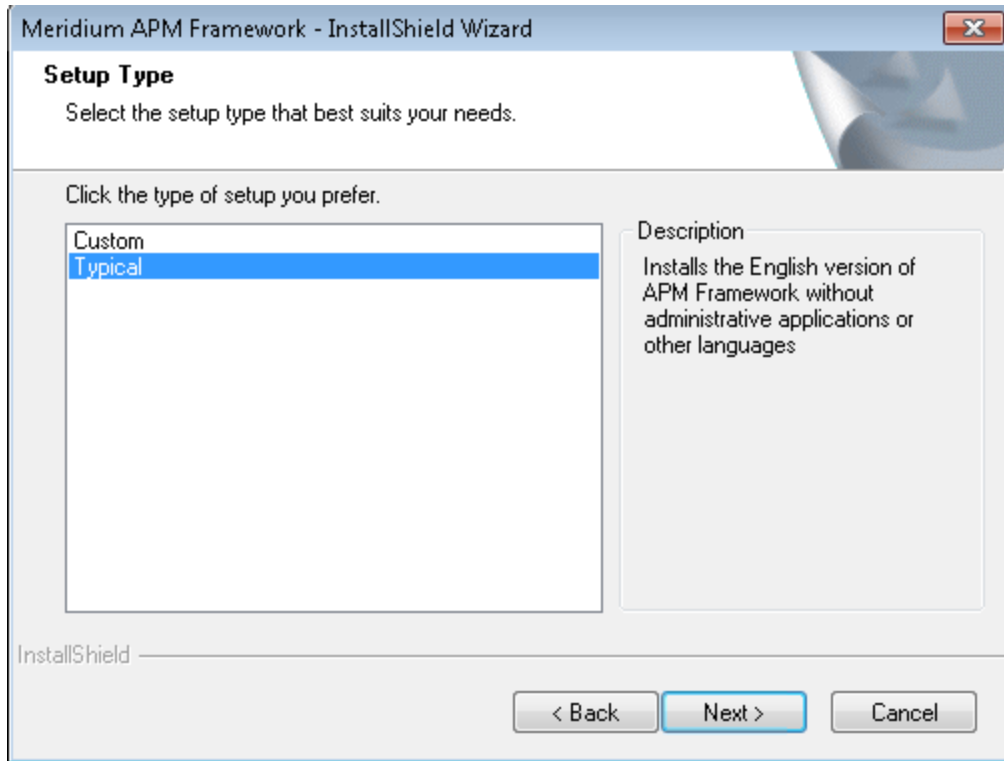 Meridium APM Framework - InstallShield Wizard
Setup Type
Select the setup type that best suits your needs.
Click the type of setup you prefer.
Custom
Typical
Description
Installs the English version of
APM Framework without
administrative applications or
other languages
InstallShield
< Back
Next >
Cancel